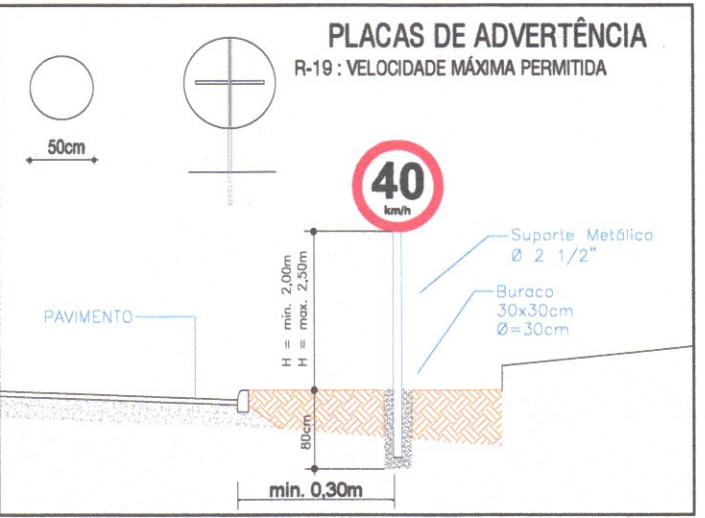 PLACAS DE ADVERTÊNCIA
R-19 : VELOCIDADE MÁXIMA PERMITIDA
50cm
40
km/h
Suporte Metálico
Ø 2 1/2"
H = min. 2,00m
H = max. 2,50m
Buraco
30x30cm
Ø=30cm
PAVIMENTO
80cm
min. 0,30m